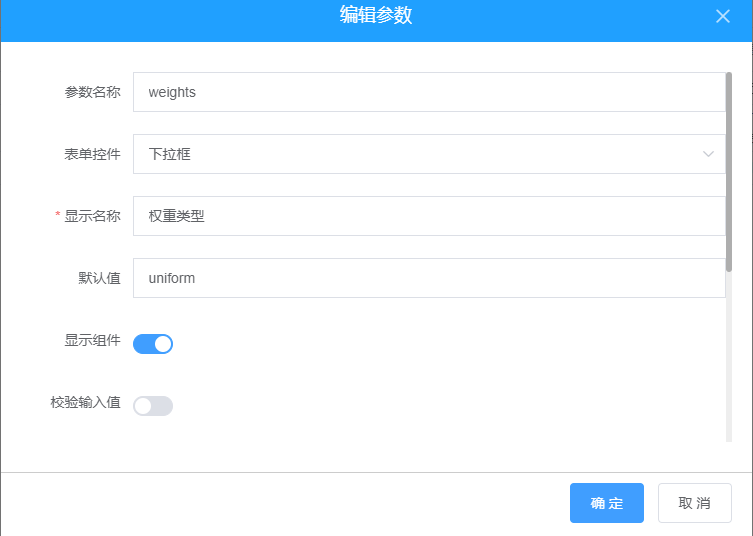 编辑参数
参数名称 weights
表单控件 下拉框
* 显示名称 权重类型
默认值 uniform
显示组件
校验输入值
确 定 取 消